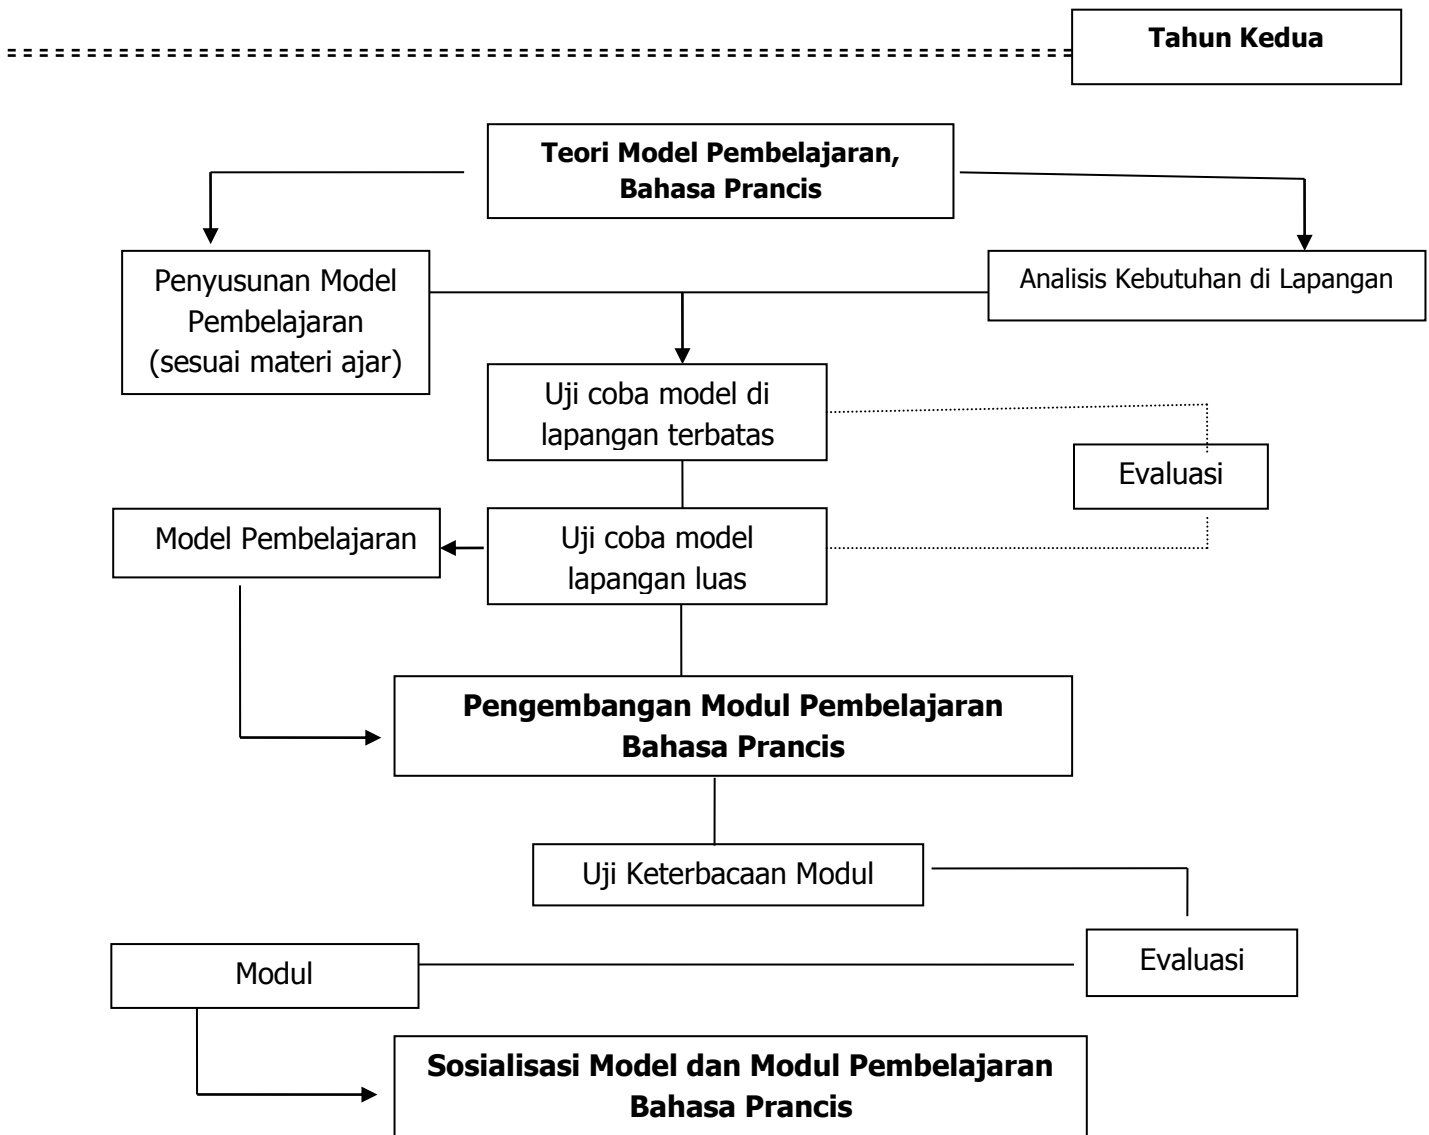 Tahun Kedua
Teori Model Pembelajaran,
Bahasa Prancis
Penyusunan Model
Pembelajaran
(sesuai materi ajar)
Analisis Kebutuhan di Lapangan
Uji coba model di
lapangan terbatas
Evaluasi
Model Pembelajaran
Uji coba model
lapangan luas
Pengembangan Modul Pembelajaran
Bahasa Prancis
Uji Keterbacaan Modul
Evaluasi
Modul
Sosialisasi Model dan Modul Pembelajaran
Bahasa Prancis